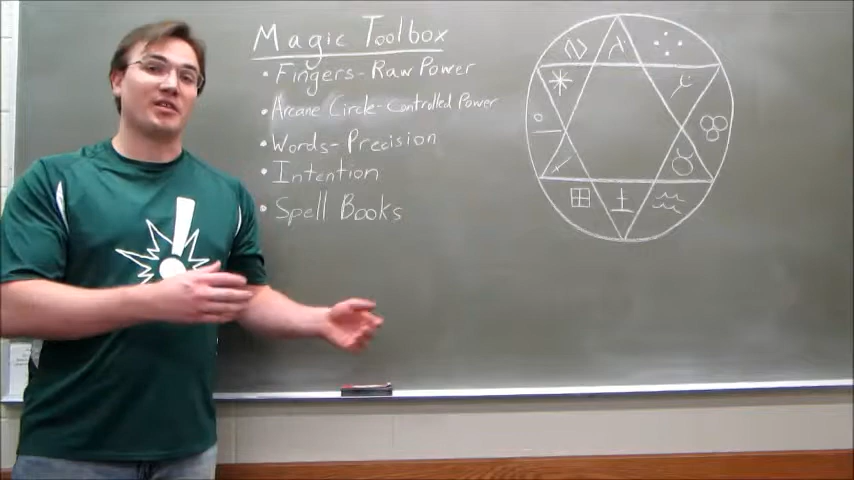 Magic Toolbox
• Fingers - Raw Power
• Arcane Circle - Controlled Power
• Words - Precision
• Intention
• Spell Books